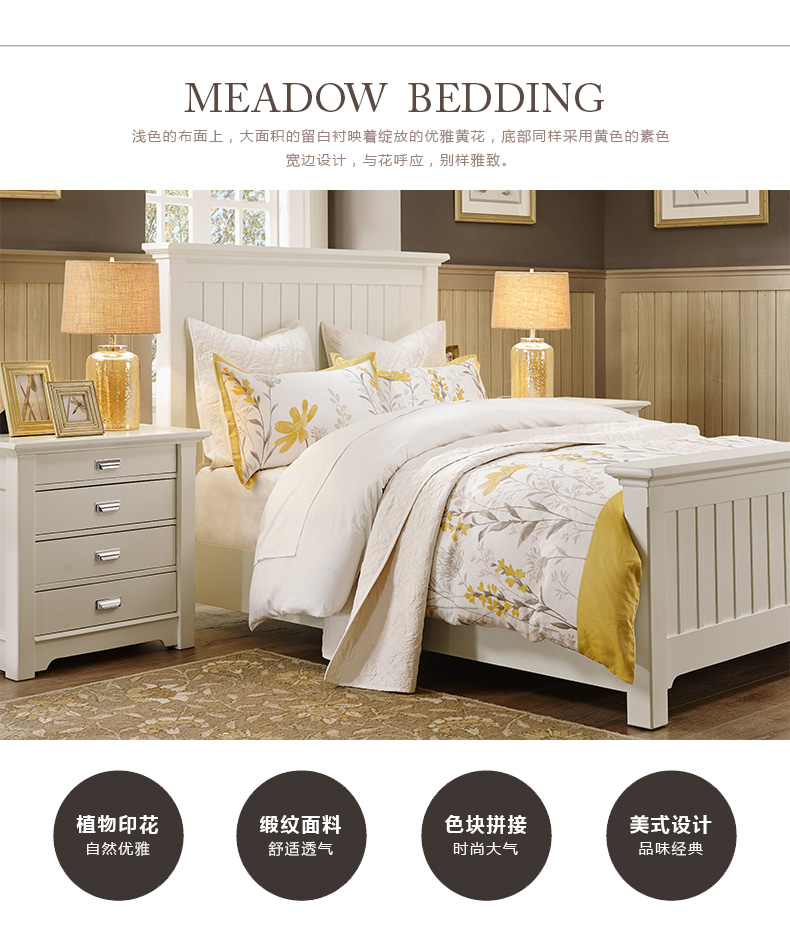 MEADOW BEDDING
浅色的布面上，大面积的留白衬映着绽放的优雅黄花，底部同样采用黄色的素色
宽边设计，与花呼应，别样雅致。
植物印花
自然优雅
缎纹面料
舒适透气
色块拼接
时尚大气
美式设计
品味经典